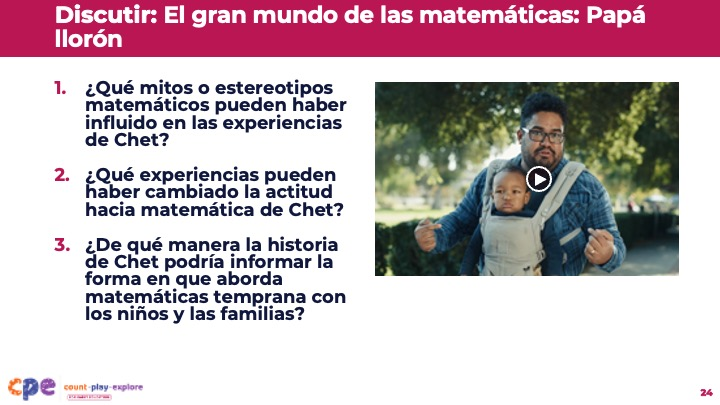 Discutir: El gran mundo de las matemáticas: Papá
llorón
1. ¿Qué mitos o estereotipos
matemáticos pueden haber
influido en las experiencias
de Chet?
2. ¿Qué experiencias pueden
haber cambiado la actitud
hacia matemática de Chet?
3. ¿De qué manera la historia
de Chet podría informar la
forma en que aborda
matemáticas temprana con
los niños y las familias?
cpe count·play·explore
24